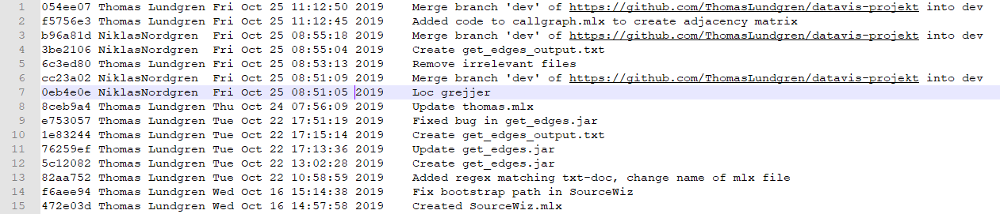 1 054ee07 Thomas Lundgren Fri Oct 25 11:12:50 2019 Merge branch 'dev' of https://github.com/ThomasLundgren/datavis-projekt into dev
2 f5756e3 Thomas Lundgren Fri Oct 25 11:12:45 2019 Added code to callgraph.mlx to create adjacency matrix
3 b96a81d NiklasNordgren Fri Oct 25 08:55:18 2019 Merge branch 'dev' of https://github.com/ThomasLundgren/datavis-projekt into dev
4 3be2106 NiklasNordgren Fri Oct 25 08:55:04 2019 Create get_edges_output.txt
5 6c3ed80 Thomas Lundgren Fri Oct 25 08:53:13 2019 Remove irrelevant files
6 cc23a02 NiklasNordgren Fri Oct 25 08:51:09 2019 Merge branch 'dev' of https://github.com/ThomasLundgren/datavis-projekt into dev
7 0eb4e0e NiklasNordgren Fri Oct 25 08:51:05 2019 Loc grejjer
8 8ceb9a4 Thomas Lundgren Thu Oct 24 07:56:09 2019 Update thomas.mlx
9 e753057 Thomas Lundgren Tue Oct 22 17:51:19 2019 Fixed bug in get_edges.jar
10 1e83244 Thomas Lundgren Tue Oct 22 17:15:14 2019 Create get_edges_output.txt
11 76259ef Thomas Lundgren Tue Oct 22 17:13:36 2019 Update get_edges.jar
12 5c12082 Thomas Lundgren Tue Oct 22 13:02:28 2019 Create get_edges.jar
13 82aa752 Thomas Lundgren Tue Oct 22 10:58:59 2019 Added regex matching txt-doc, change name of mlx file
14 f6aee94 Thomas Lundgren Wed Oct 16 15:14:38 2019 Fix bootstrap path in SourceWiz
15 472e03d Thomas Lundgren Wed Oct 16 14:57:58 2019 Created SourceWiz.mlx